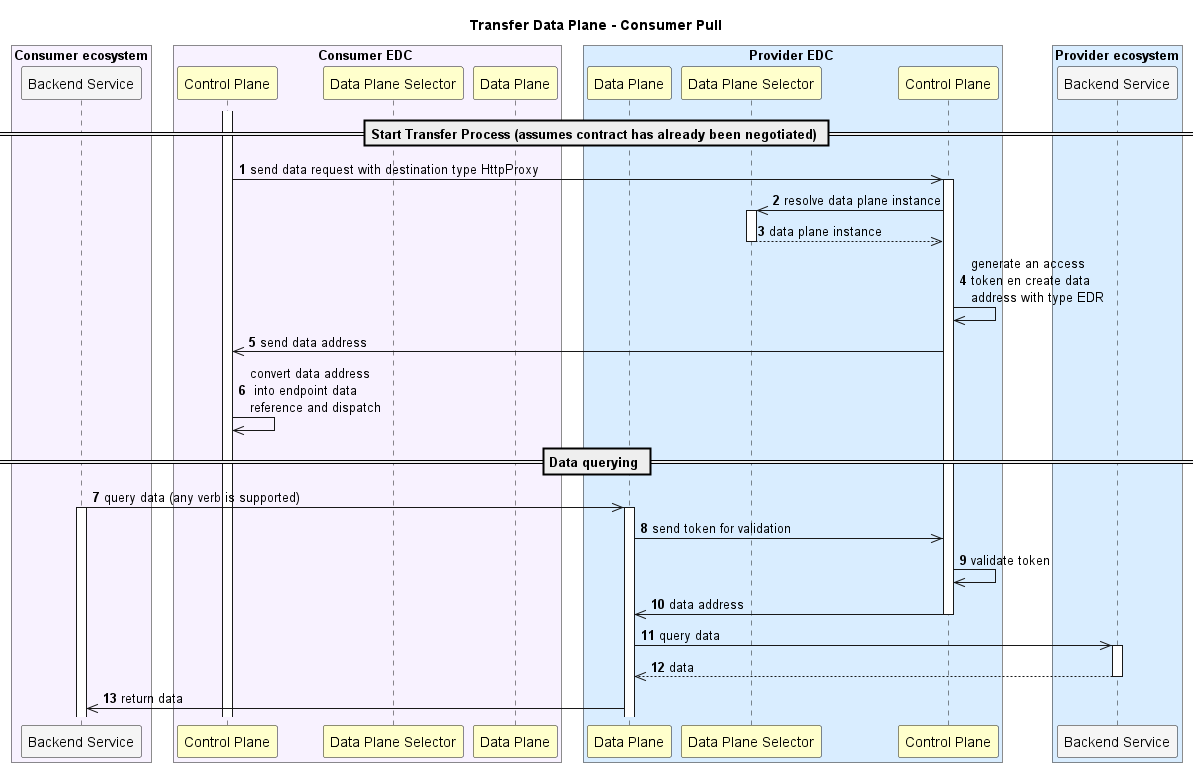 Transfer Data Plane - Consumer Pull
Consumer ecosystem
Consumer EDC
Provider EDC
Provider ecosystem
Backend Service
Control Plane
Data Plane Selector
Data Plane
Data Plane
Data Plane Selector
Control Plane
Backend Service
Start Transfer Process (assumes contract has already been negotiated)
1 send data request with destination type HttpProxy
2 resolve data plane instance
3 data plane instance
generate an access
4 token en create data
address with type EDR
5 send data address
convert data address
6 into endpoint data
reference and dispatch
Data querying
7 query data (any verb is supported)
8 send token for validation
9 validate token
10 data address
11 query data
12 data
13 return data
Backend Service
Control Plane
Data Plane Selector
Data Plane
Data Plane
Data Plane Selector
Control Plane
Backend Service